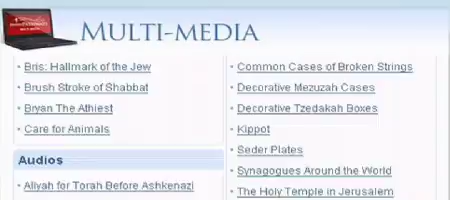 MULTI-MEDIA
Bris: Hallmark of the Jew
Brush Stroke of Shabbat
Bryan The Athiest
Care for Animals
Audios
Aliyah for Torah Before Ashkenazi
Common Cases of Broken Strings
Decorative Mezuzah Cases
Decorative Tzedakah Boxes
Kippot
Seder Plates
Synagogues Around the World
The Holy Temple in Jerusalem